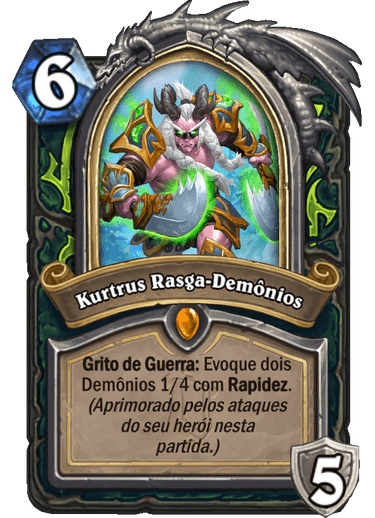 6
Kurtrus Rasga-Demônios
Grito de Guerra: Evoque dois
Demônios 1/4 com Rapidez.
(Aprimorado pelos ataques
do seu herói nesta
partida.)
5